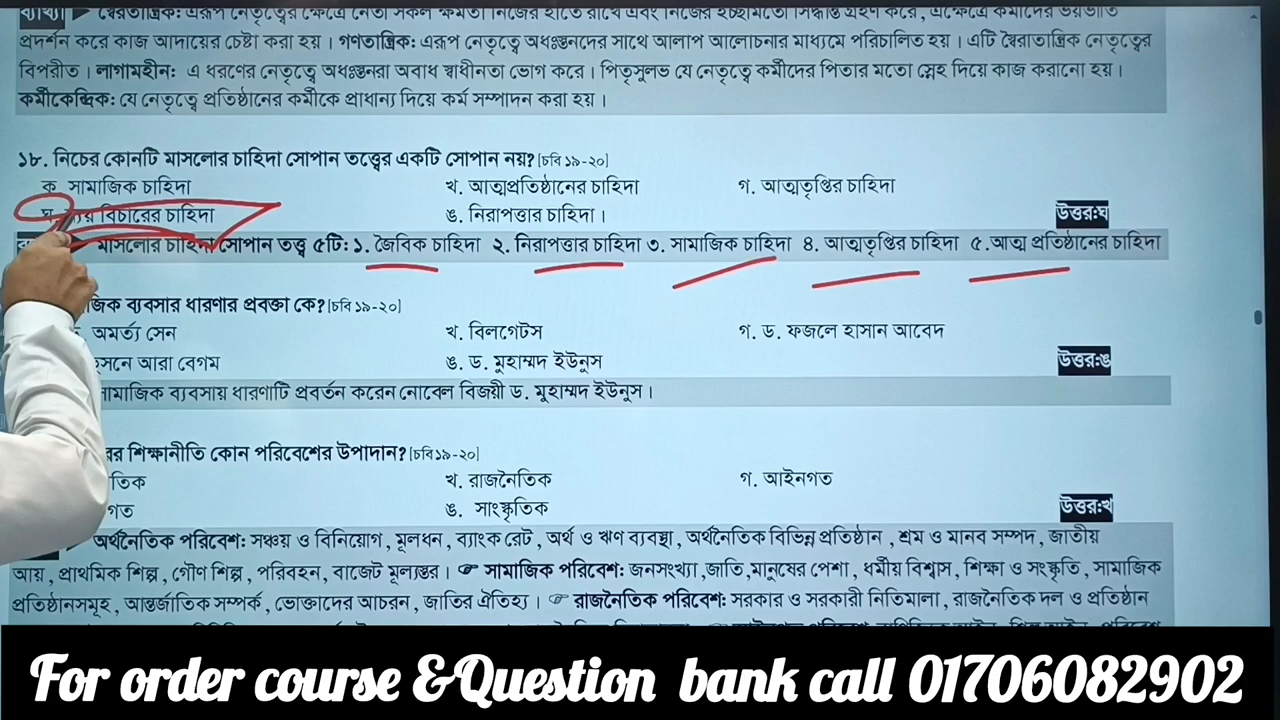 ব্যাখ্যা ▶ স্বৈরতান্ত্রিক: এরূপ নেতৃত্বের ক্ষেত্রে নেতা সকল ক্ষমতা নিজের হাতে রাখে এবং নিজের ইচ্ছামতো সিদ্ধান্ত গ্রহণ করে, এক্ষেত্রে কর্মীদের ভয়ভীতি
প্রদর্শন করে কাজ আদায়ের চেষ্টা করা হয়। গণতান্ত্রিক: এরূপ নেতৃত্বে অধঃস্তনদের সাথে আলাপ আলোচনার মাধ্যমে পরিচালিত হয়। এটি স্বৈরাতান্ত্রিক নেতৃত্বের
বিপরীত। লাগামহীন: এ ধরণের নেতৃত্বে অধঃস্তনরা অবাধ স্বাধীনতা ভোগ করে। পিতৃসুলভ যে নেতৃত্বে কর্মীদের পিতার মতো স্নেহ দিয়ে কাজ করানো হয়।
কর্মীকেন্দ্রিক: যে নেতৃত্বে প্রতিষ্ঠানের কর্মীকে প্রাধান্য দিয়ে কর্ম সম্পাদন করা হয়।
১৮. নিচের কোনটি মাসলোর চাহিদা সোপান তত্ত্বের একটি সোপান নয়? [চবি ১৯-২০]
ক সামাজিক চাহিদা খ. আত্মপ্রতিষ্ঠানের চাহিদা গ. আত্মতৃপ্তির চাহিদা
ঘ. বিচারের চাহিদা ঙ. নিরাপত্তার চাহিদা। উত্তর:ঘ
মাসলোর চাহিদা সোপান তত্ত্ব ৫টি: ১. জৈবিক চাহিদা ২. নিরাপত্তার চাহিদা ৩. সামাজিক চাহিদা ৪. আত্মতৃপ্তির চাহিদা ৫.আত্ম প্রতিষ্ঠানের চাহিদা
জিক ব্যবসার ধারণার প্রবক্তা কে? [চবি ১৯-২০]
অমর্ত্য সেন খ. বিলগেটস গ. ড. ফজলে হাসান আবেদ
সনে আরা বেগম ঙ. ড. মুহাম্মদ ইউনুস উত্তর:ঙ
সামাজিক ব্যবসায় ধারণাটি প্রবর্তন করেন নোবেল বিজয়ী ড. মুহাম্মদ ইউনুস।
রর শিক্ষানীতি কোন পরিবেশের উপাদান? [চবি ১৯-২০]
তিক খ. রাজনৈতিক গ. আইনগত
গত ঙ. সাংস্কৃতিক উত্তর:খ
অর্থনৈতিক পরিবেশ: সঞ্চয় ও বিনিয়োগ, মূলধন, ব্যাংক রেট, অর্থ ও ঋণ ব্যবস্থা, অর্থনৈতিক বিভিন্ন প্রতিষ্ঠান, শ্রম ও মানব সম্পদ, জাতীয়
আয়, প্রাথমিক শিল্প, গৌণ শিল্প, পরিবহন, বাজেট মূল্যস্তর। ☞ সামাজিক পরিবেশ: জনসংখ্যা,জাতি,মানুষের পেশা, ধর্মীয় বিশ্বাস, শিক্ষা ও সংস্কৃতি, সামাজিক
প্রতিষ্ঠানসমূহ, আন্তর্জাতিক সম্পর্ক, ভোক্তাদের আচরন, জাতির ঐতিহ্য। ☞ রাজনৈতিক পরিবেশ: সরকার ও সরকারী নিতিমালা, রাজনৈতিক দল ও প্রতিষ্ঠান
For order course &Question bank call 01706082902